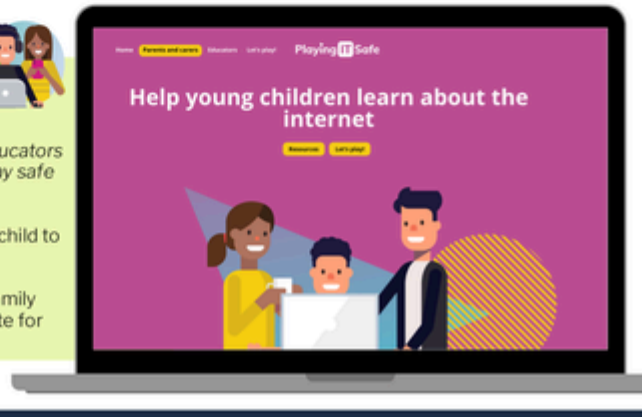 Home Parents and carers Educators Let's play! Playing IT Safe
Help young children learn about the
internet
Resources Let's play!
ucators
y safe
child to
mily
te for